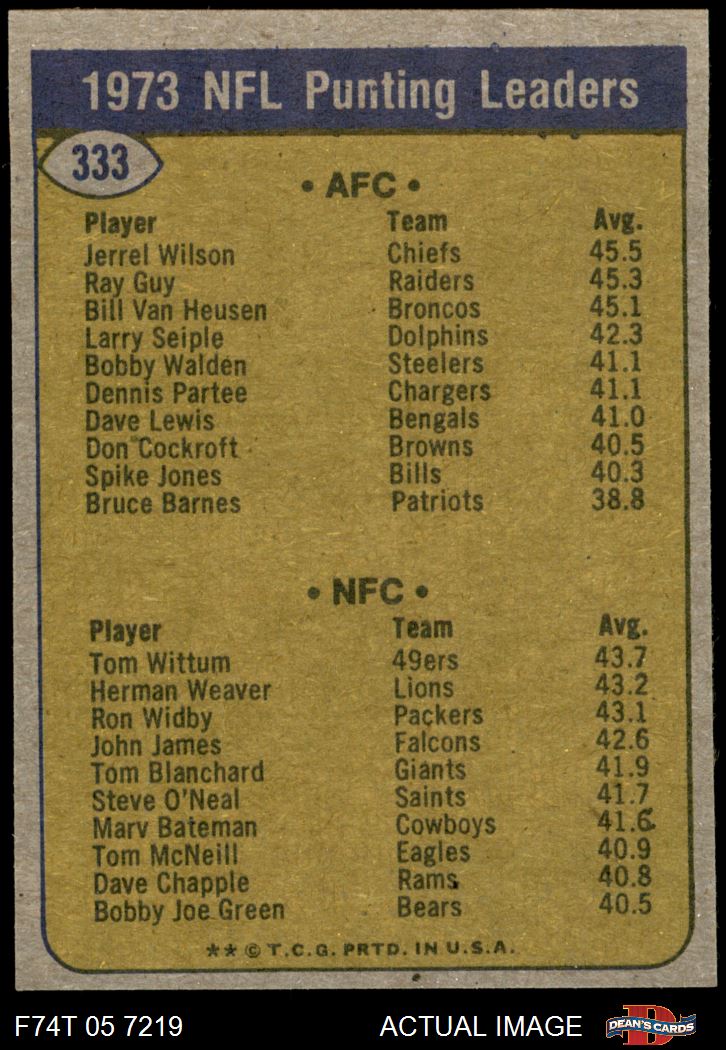 1973 NFL Punting Leaders
333
• AFC •
Player Team Avg.
Jerrel Wilson Chiefs 45.5
Ray Guy Raiders 45.3
Bill Van Heusen Broncos 45.1
Larry Seiple Dolphins 42.3
Bobby Walden Steelers 41.1
Dennis Partee Chargers 41.1
Dave Lewis Bengals 41.0
Don Cockroft Browns 40.5
Spike Jones Bills 40.3
Bruce Barnes Patriots 38.8
• NFC •
Player Team Avg.
Tom Wittum 49ers 43.7
Herman Weaver Lions 43.2
Ron Widby Packers 43.1
John James Falcons 42.6
Tom Blanchard Giants 41.9
Steve O'Neal Saints 41.7
Marv Bateman Cowboys 41.6
Tom McNeill Eagles 40.9
Dave Chapple Rams 40.8
Bobby Joe Green Bears 40.5
** © T.C.G. PRTD. IN U.S.A.
F74T 05 7219 ACTUAL IMAGE D DEAN'S CARDS